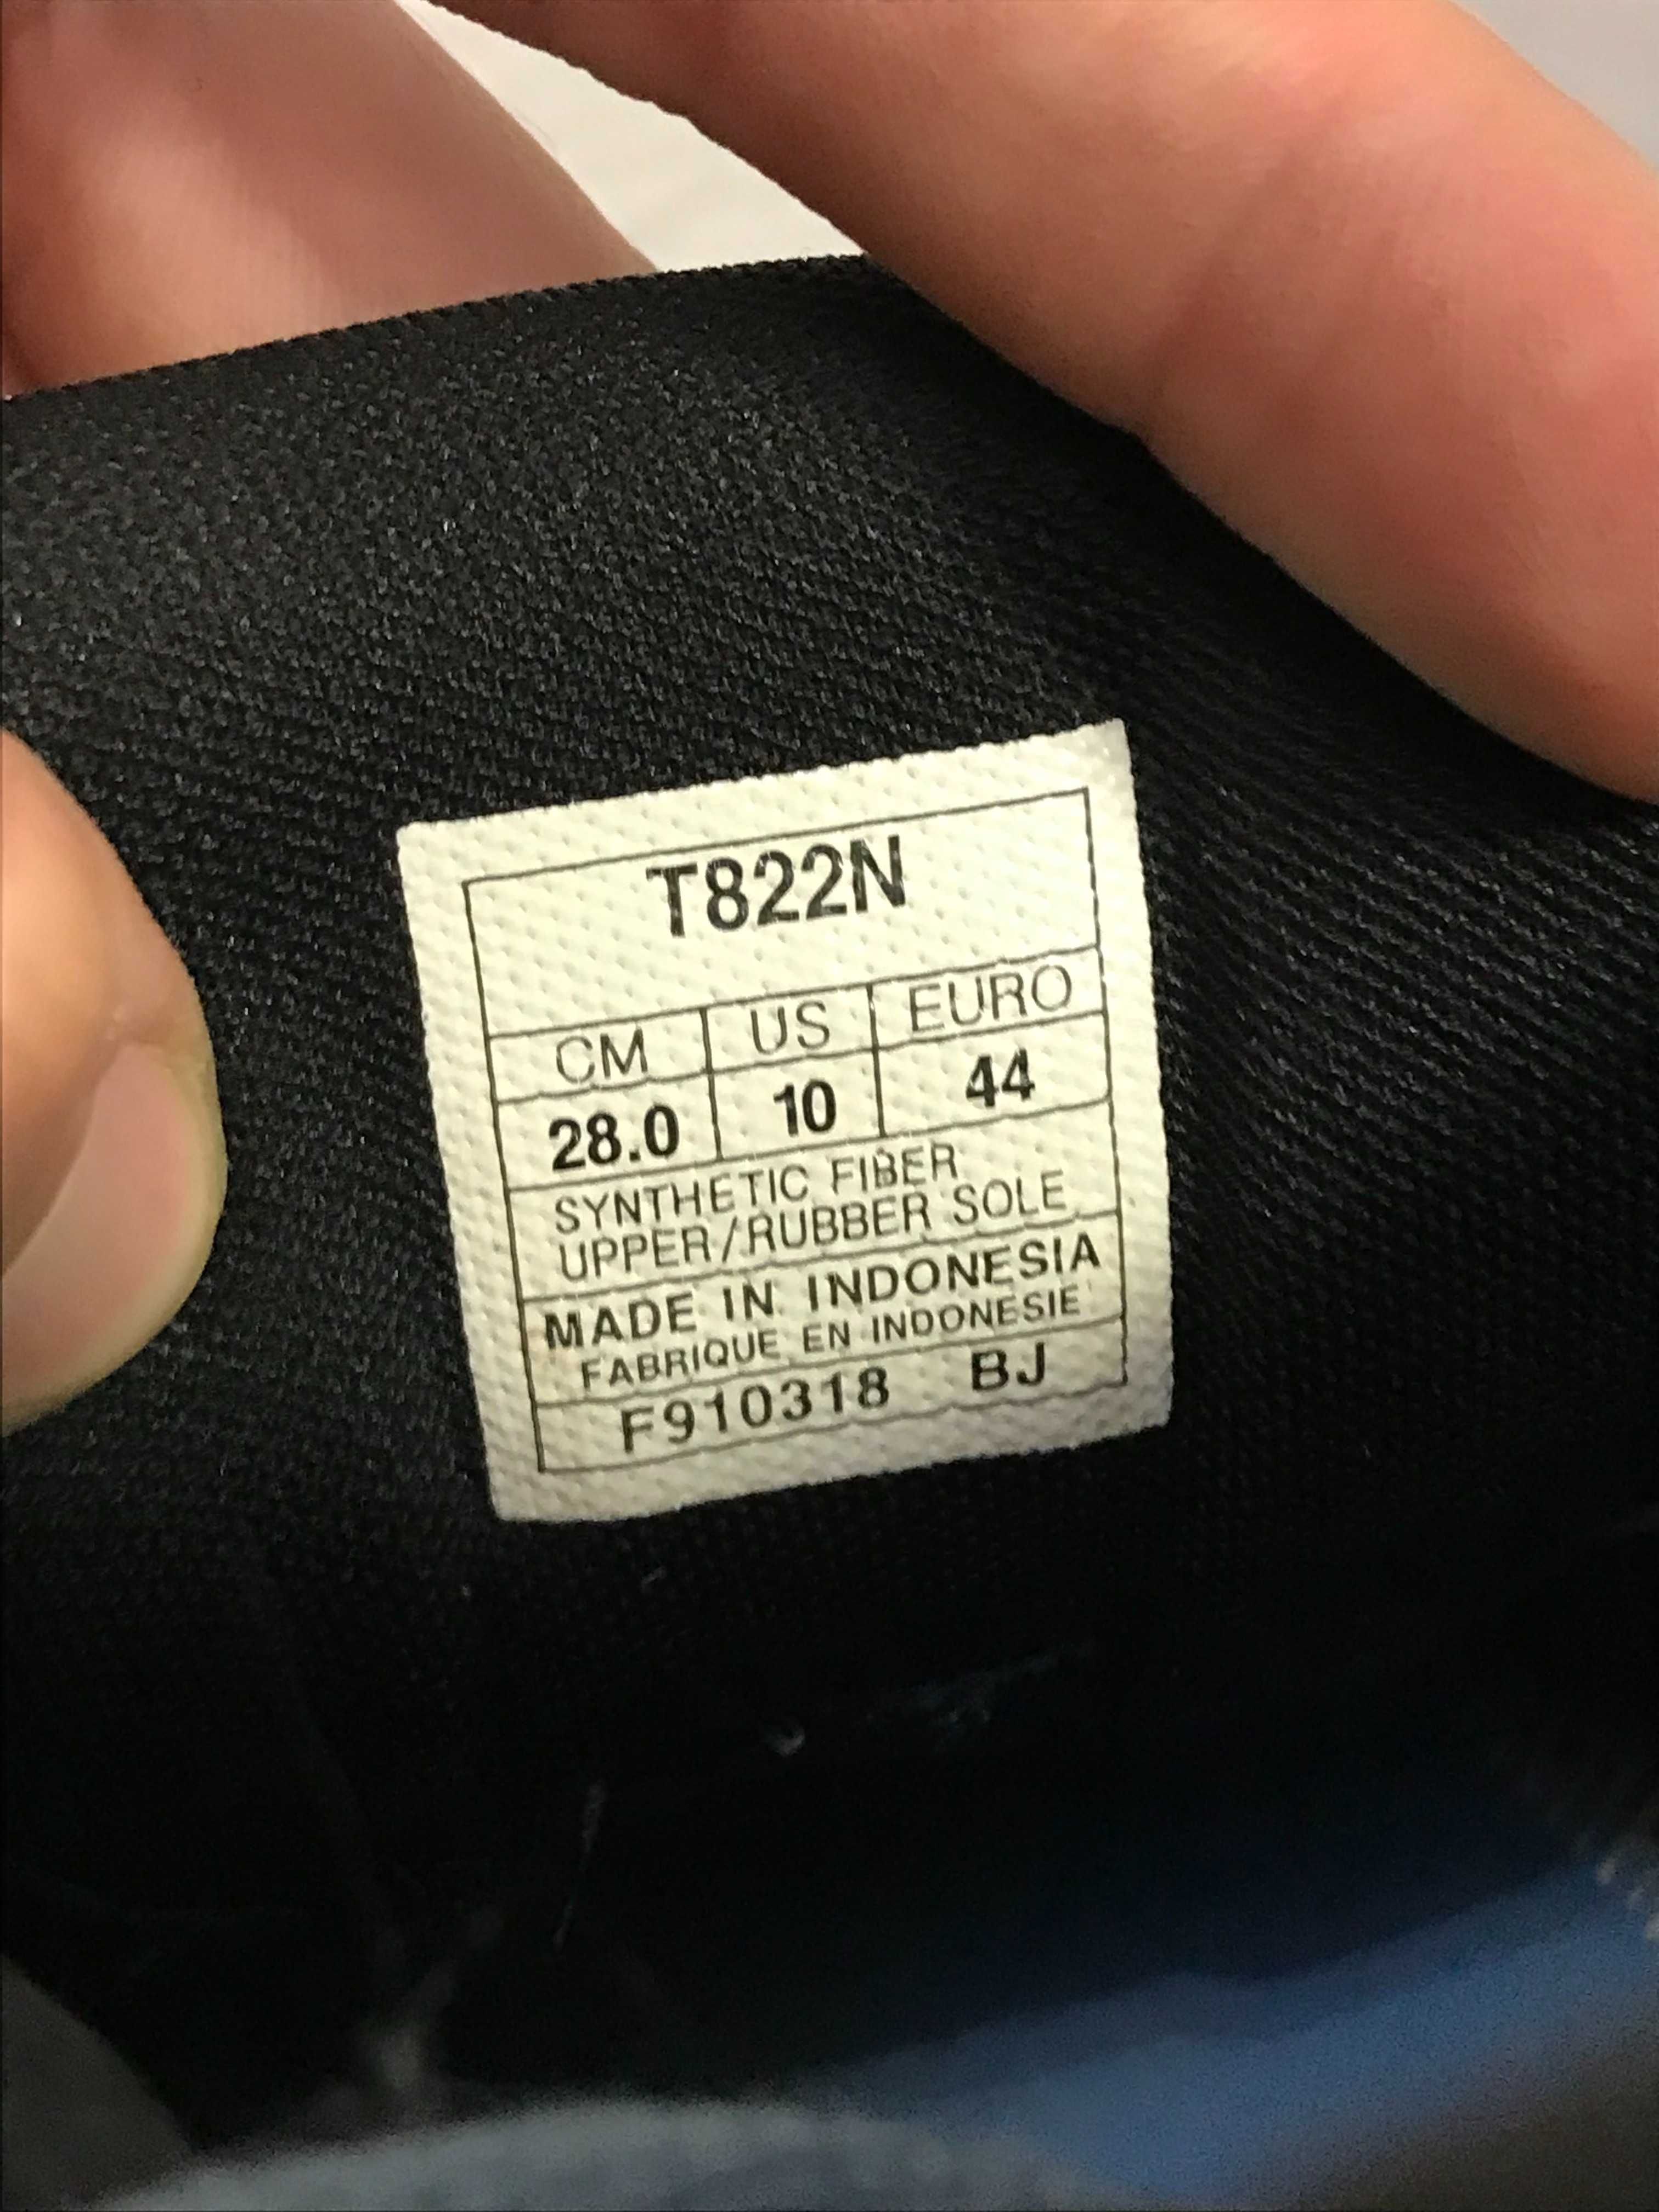 T822N
CM US EURO
28.0 10 44
SYNTHETIC FIBER
UPPER/RUBBER SOLE
MADE IN INDONESIA
FABRIQUE EN INDONESIE
F910318 BJ